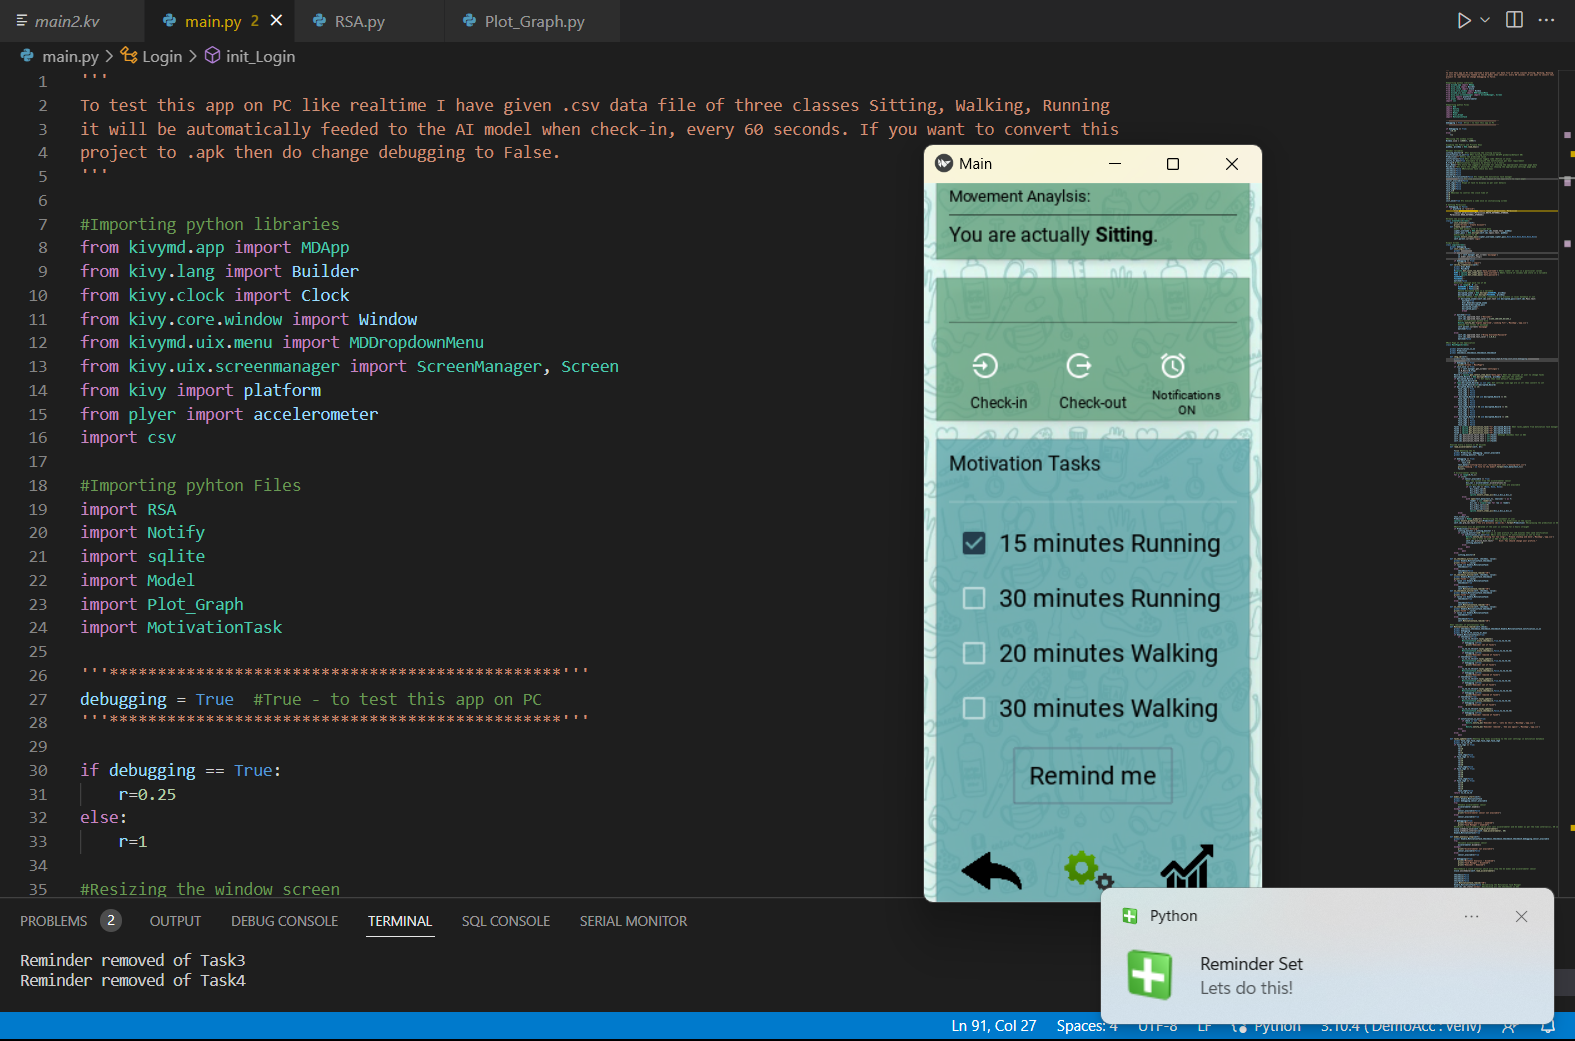 main2.kv
main.py 2
RSA.py
Plot_Graph.py
main.py > Login > init_Login
1 '''
2 To test this app on PC like realtime I have given .csv data file of three classes Sitting, Walking, Running
3 it will be automatically feeded to the AI model when check-in, every 60 seconds. If you want to convert this
4 project to .apk then do change debugging to False.
5 '''
6
7 #Importing python libraries
8 from kivymd.app import MDApp
9 from kivy.lang import Builder
10 from kivy.clock import Clock
11 from kivy.core.window import Window
12 from kivymd.uix.menu import MDDropdownMenu
13 from kivy.uix.screenmanager import ScreenManager, Screen
14 from kivy import platform
15 from plyer import accelerometer
16 import csv
17
18 #Importing pyhton Files
19 import RSA
20 import Notify
21 import sqlite
22 import Model
23 import Plot_Graph
24 import MotivationTask
25
26 '''***********************************************'''
27 debugging = True  #True - to test this app on PC
28 '''***********************************************'''
29
30 if debugging == True:
31     r=0.25
32 else:
33     r=1
34
35 #Resizing the window screen
Main
Movement Anaylsis:
You are actually Sitting.
Check-in
Check-out
Notifications
ON
Motivation Tasks
15 minutes Running
30 minutes Running
20 minutes Walking
30 minutes Walking
Remind me
PROBLEMS 2 OUTPUT DEBUG CONSOLE TERMINAL SQL CONSOLE SERIAL MONITOR
Reminder removed of Task3
Reminder removed of Task4
Python
Reminder Set
Lets do this!
Ln 91, Col 27 Spaces: 4 UTF-8 LF Python 3.10.4 ('DemoAcc': venv)